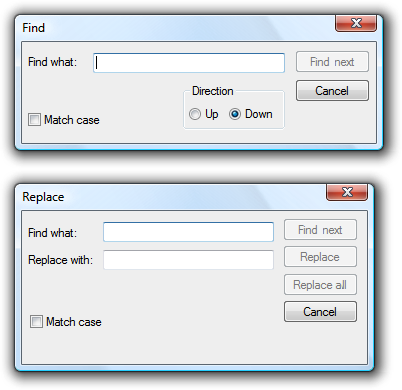 Find
Find what:
Find next
Direction
Cancel
Up Down
Match case
Replace
Find what:
Find next
Replace with:
Replace
Replace all
Cancel
Match case